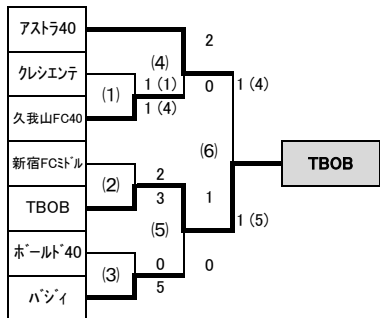 アストラ40
クレシエンテ
久我山FC40
新宿FCミドル
TBOB
ボールド40
バジィ
(1)
1 (1)
1 (4)
(4)
2
0
(2)
2
3
(3)
0
5
(5)
1
0
(6)
1 (4)
1 (5)
TBOB